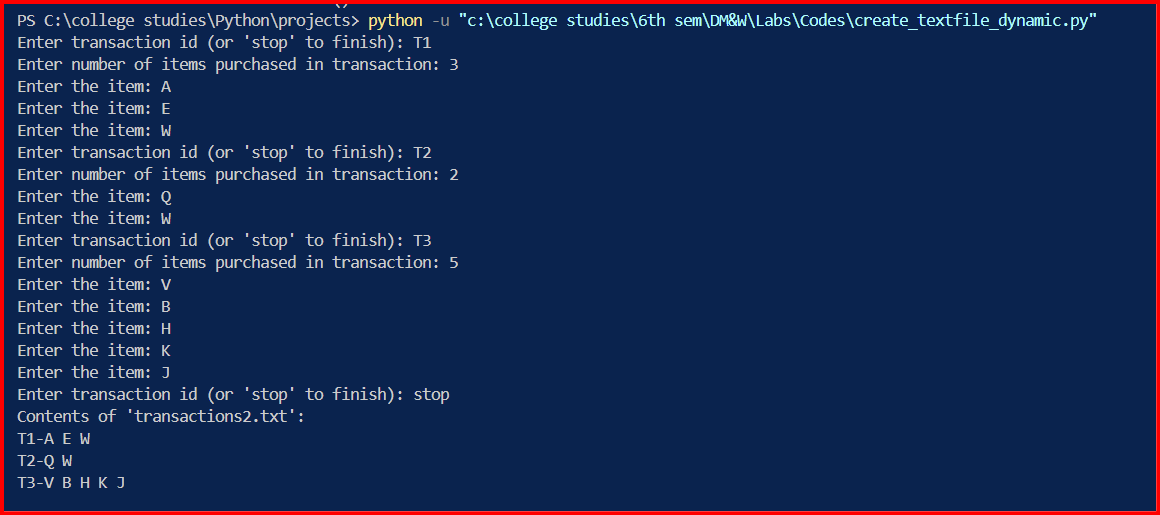 PS C:\college studies\Python\projects> python -u "c:\college studies\6th sem\DM&W\Labs\Codes\create_textfile_dynamic.py"
Enter transaction id (or 'stop' to finish): T1
Enter number of items purchased in transaction: 3
Enter the item: A
Enter the item: E
Enter the item: W
Enter transaction id (or 'stop' to finish): T2
Enter number of items purchased in transaction: 2
Enter the item: Q
Enter the item: W
Enter transaction id (or 'stop' to finish): T3
Enter number of items purchased in transaction: 5
Enter the item: V
Enter the item: B
Enter the item: H
Enter the item: K
Enter the item: J
Enter transaction id (or 'stop' to finish): stop
Contents of 'transactions2.txt':
T1-A E W
T2-Q W
T3-V B H K J